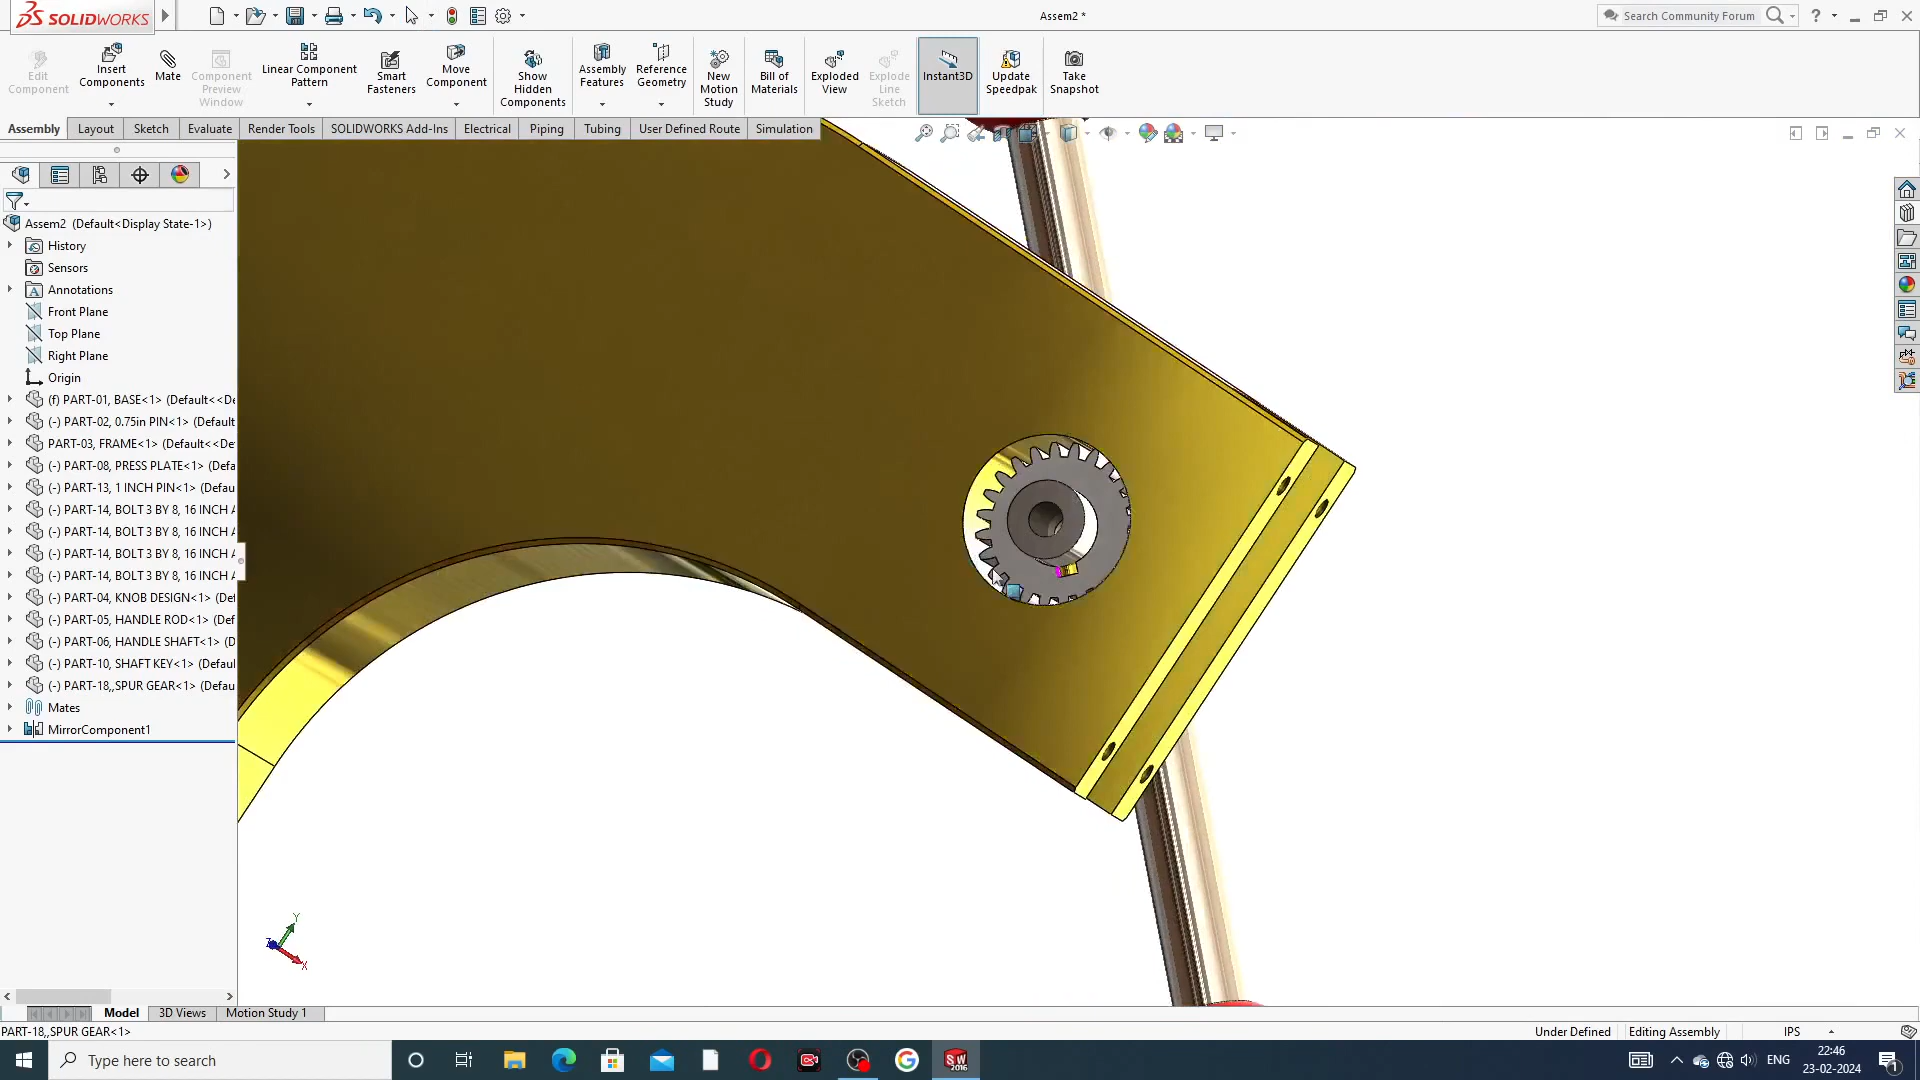 SOLIDWORKS
Assem2 *
Search Community Forum
Edit Component
Insert Components
Mate
Component Preview Window
Linear Component Pattern
Smart Fasteners
Move Component
Show Hidden Components
Assembly Features
Reference Geometry
New Motion Study
Bill of Materials
Exploded View
Explode Line Sketch
Instant3D
Update Speedpak
Take Snapshot
Assembly Layout Sketch Evaluate Render Tools SOLIDWORKS Add-Ins Electrical Piping Tubing User Defined Route Simulation
Assem2 (Default<Display State-1>)
History
Sensors
Annotations
Front Plane
Top Plane
Right Plane
Origin
(f) PART-01, BASE<1> (Default<<De
(-) PART-02, 0.75in PIN<1> (Default
PART-03, FRAME<1> (Default<<De
(-) PART-08, PRESS PLATE<1> (Defa
(-) PART-13, 1 INCH PIN<1> (Defau
(-) PART-14, BOLT 3 BY 8, 16 INCH A
(-) PART-14, BOLT 3 BY 8, 16 INCH A
(-) PART-14, BOLT 3 BY 8, 16 INCH A
(-) PART-14, BOLT 3 BY 8, 16 INCH A
(-) PART-04, KNOB DESIGN<1> (Def
(-) PART-05, HANDLE ROD<1> (Def
(-) PART-06, HANDLE SHAFT<1> (D
(-) PART-10, SHAFT KEY<1> (Defaul
(-) PART-18,,SPUR GEAR<1> (Defau
Mates
MirrorComponent1
Y
Z
X
Model 3D Views Motion Study 1
PART-18,,SPUR GEAR<1>
Under Defined Editing Assembly IPS
Type here to search
SW
2016
ENG
22:46
23-02-2024
1